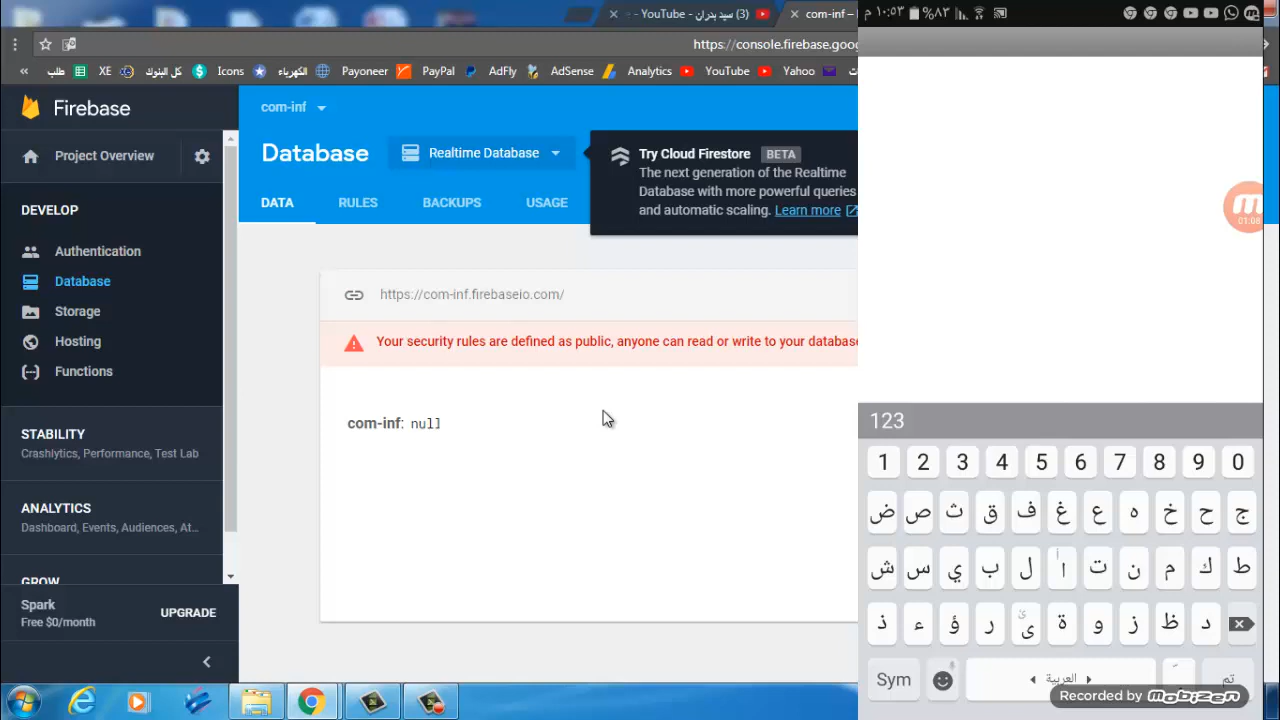 (3) سيد بدران - YouTube
com-inf –
https://console.firebase.goog
« طلب XE كل البنوك Icons الكهرباء Payoneer PayPal AdFly AdSense Analytics YouTube Yahoo
Firebase
Project Overview
DEVELOP
Authentication
Database
Storage
Hosting
Functions
STABILITY
Crashlytics, Performance, Test Lab
ANALYTICS
Dashboard, Events, Audiences, At...
GROW
Spark
Free $0/month
UPGRADE
com-inf
Database
Realtime Database
DATA RULES BACKUPS USAGE
Try Cloud Firestore BETA
The next generation of the Realtime
Database with more powerful queries
and automatic scaling. Learn more
https://com-inf.firebaseio.com/
Your security rules are defined as public, anyone can read or write to your database
com-inf: null
١٠:٥٣ م ٨٣%
01:08
123
1 2 3 4 5 6 7 8 9 0
ض ص ث ق ف غ ع ه خ ح ج
ش س ي ب ل ا أ ت ن م ك ط
ذ ء ؤ ر ى ئ ة و ز ظ د
Sym العربية تم
Recorded by mobizen